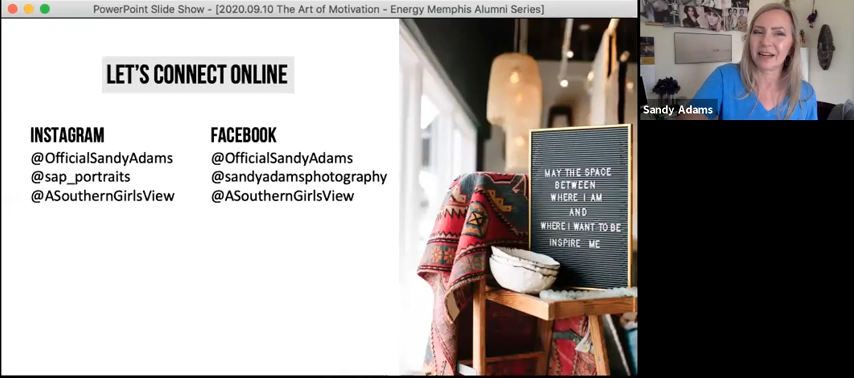 PowerPoint Slide Show - [2020.09.10 The Art of Motivation - Energy Memphis Alumni Series]
LET'S CONNECT ONLINE
INSTAGRAM
@OfficialSandyAdams
@sap_portraits
@ASouthernGirlsView
FACEBOOK
@OfficialSandyAdams
@sandyadamsphotography
@ASouthernGirlsView
MAY THE SPACE
BETWEEN
WHERE I AM
AND
WHERE I WANT TO BE
INSPIRE ME
Sandy Adams